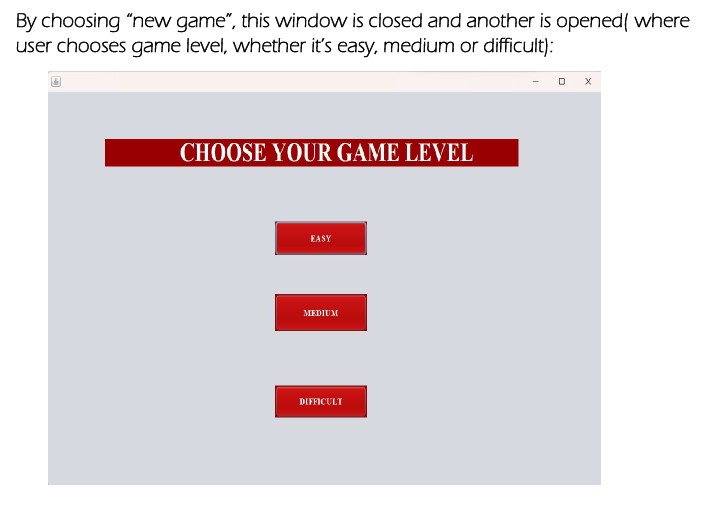 By choosing “new game”, this window is closed and another is opened( where
user chooses game level, whether it’s easy, medium or difficult):
CHOOSE YOUR GAME LEVEL
EASY
MEDIUM
DIFFICULT